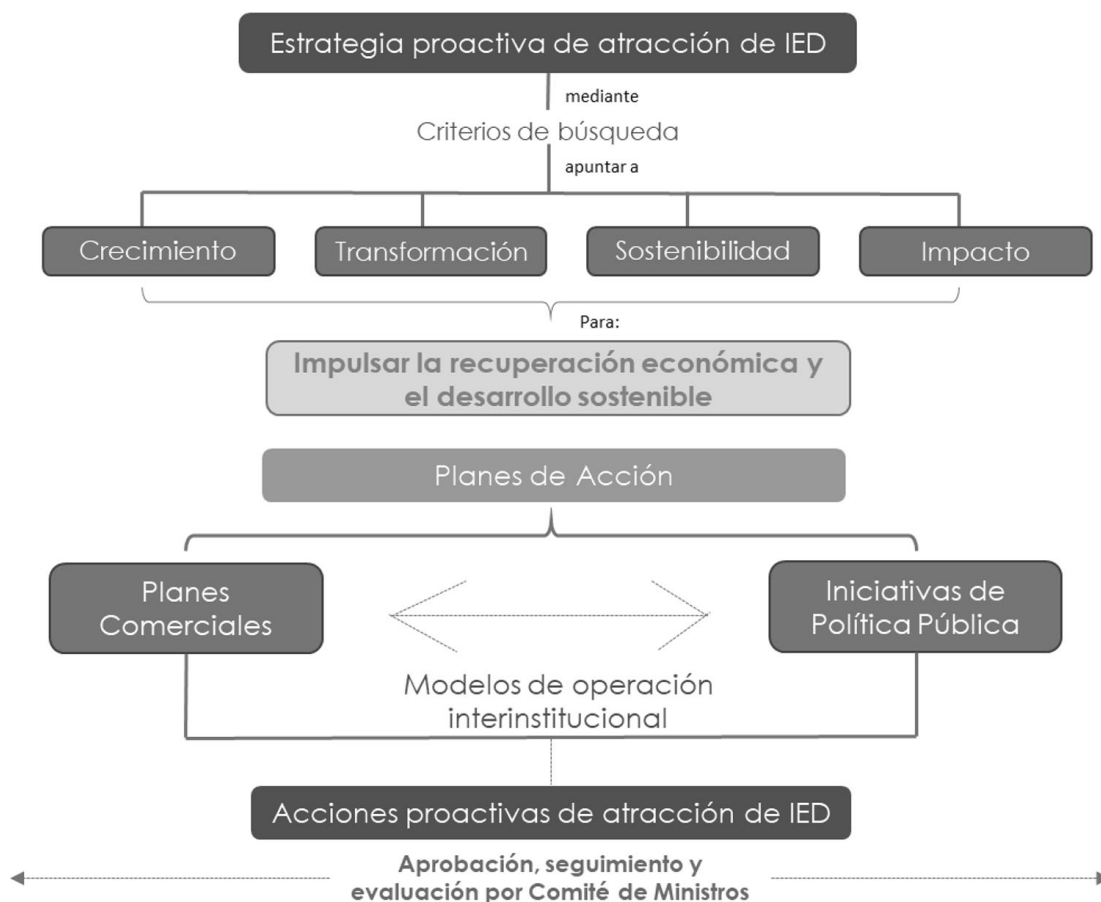 Estrategia proactiva de atracción de IED
mediante
Criterios de búsqueda
apuntar a
Crecimiento
Transformación
Sostenibilidad
Impacto
Para:
Impulsar la recuperación económica y
el desarrollo sostenible
Planes de Acción
Planes
Comerciales
Iniciativas de
Política Pública
Modelos de operación
interinstitucional
Acciones proactivas de atracción de IED
Aprobación, seguimiento y
evaluación por Comité de Ministros